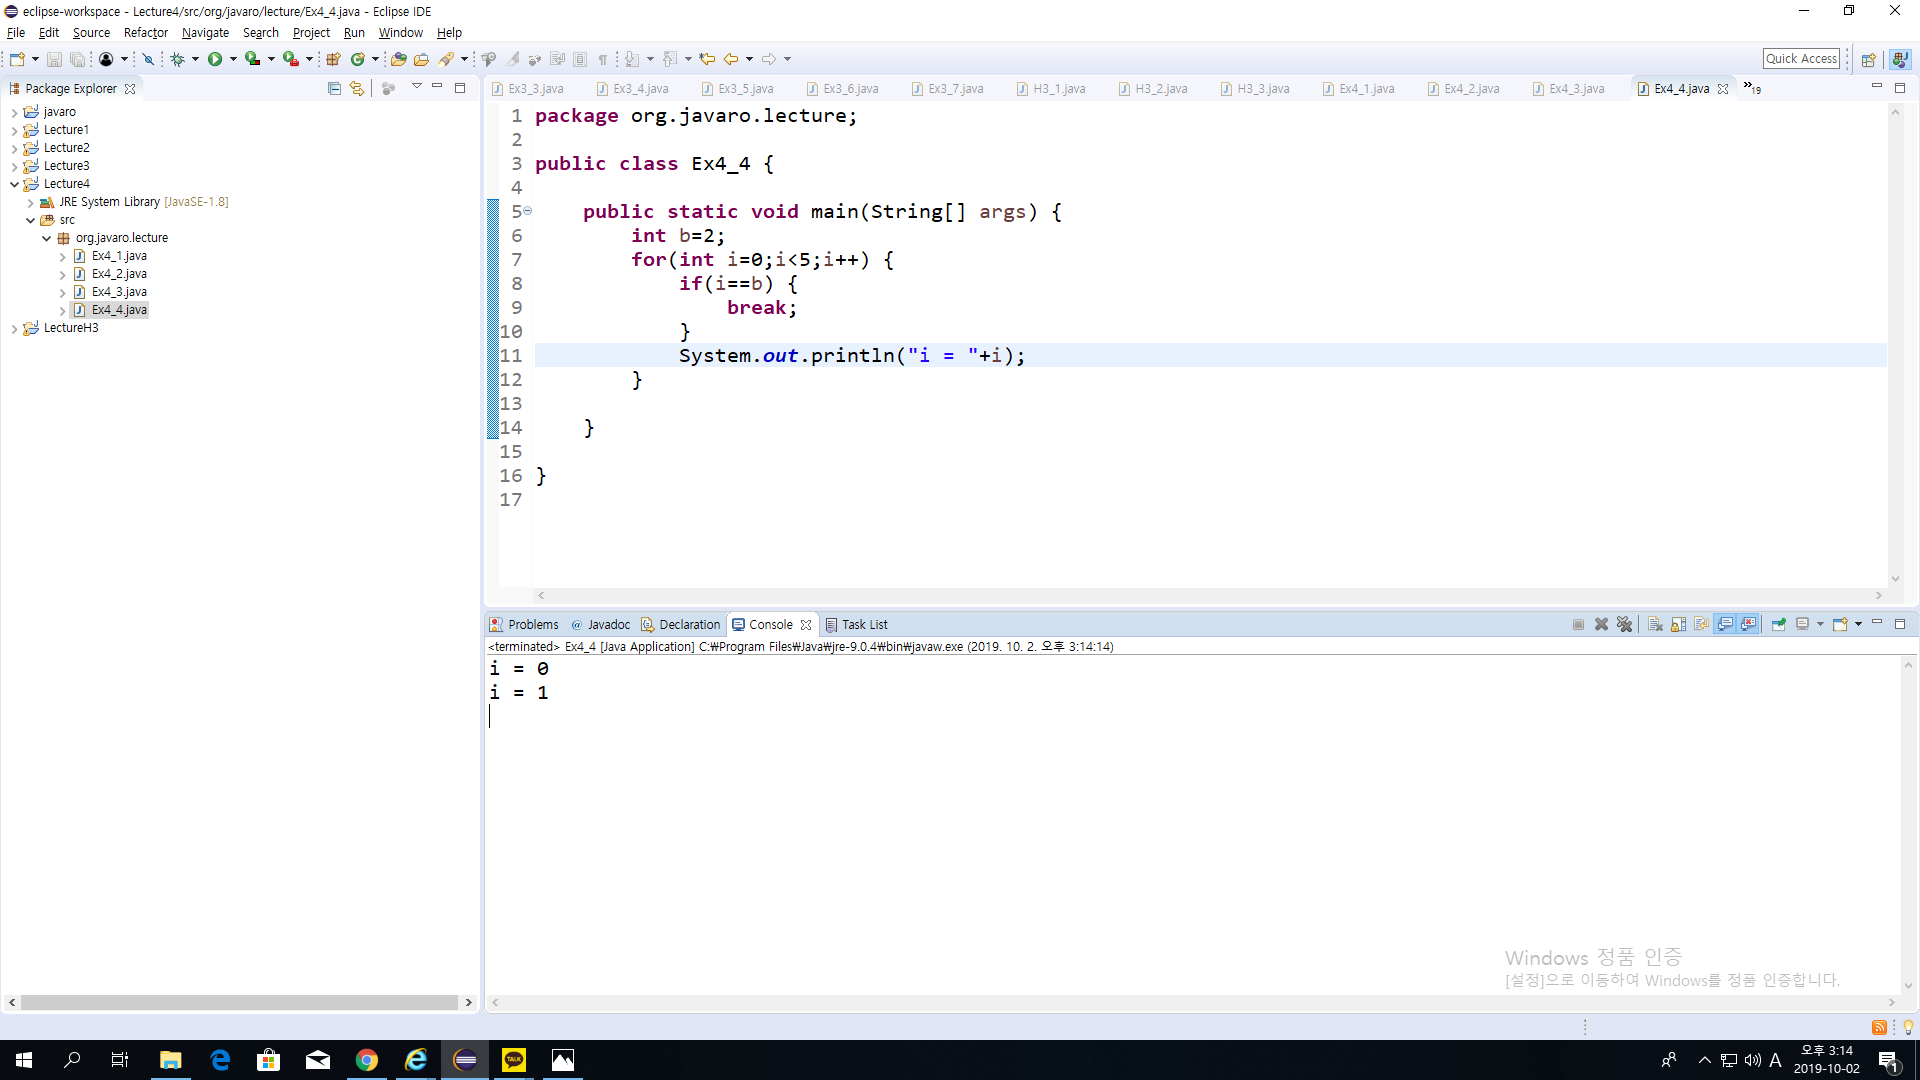 eclipse-workspace - Lecture4/src/org/javaro/lecture/Ex4_4.java - Eclipse IDE
File Edit Source Refactor Navigate Search Project Run Window Help
Quick Access
Package Explorer
Ex3_3.java Ex3_4.java Ex3_5.java Ex3_6.java Ex3_7.java H3_1.java H3_2.java H3_3.java Ex4_1.java Ex4_2.java Ex4_3.java Ex4_4.java »19
javaro
Lecture1
Lecture2
Lecture3
Lecture4
JRE System Library [JavaSE-1.8]
src
org.javaro.lecture
Ex4_1.java
Ex4_2.java
Ex4_3.java
Ex4_4.java
LectureH3
1 package org.javaro.lecture;
2
3 public class Ex4_4 {
4
5 public static void main(String[] args) {
6 int b=2;
7 for(int i=0;i<5;i++) {
8 if(i==b) {
9 break;
10 }
11 System.out.println("i = "+i);
12 }
13
14 }
15
16 }
17
Problems @ Javadoc Declaration Console Task List
<terminated> Ex4_4 [Java Application] C:₩Program Files₩Java₩jre-9.0.4₩bin₩javaw.exe (2019. 10. 2. 오후 3:14:14)
i = 0
i = 1
Windows 정품 인증
[설정]으로 이동하여 Windows를 정품 인증합니다.
TALK
A
오후 3:14
2019-10-02
1